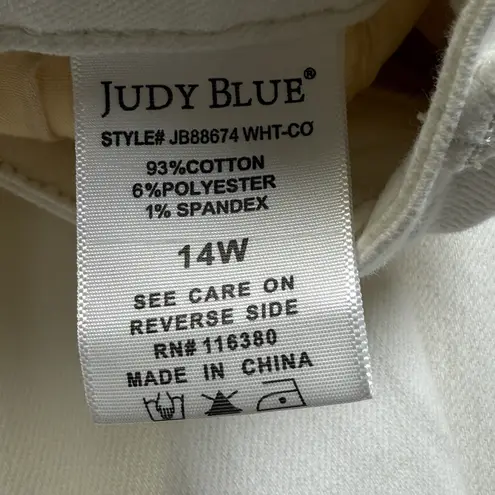 JUDY BLUE®
STYLE# JB88674 WHT-CO
93%COTTON
6%POLYESTER
1% SPANDEX
14W
SEE CARE ON
REVERSE SIDE
RN# 116380
MADE IN CHINA